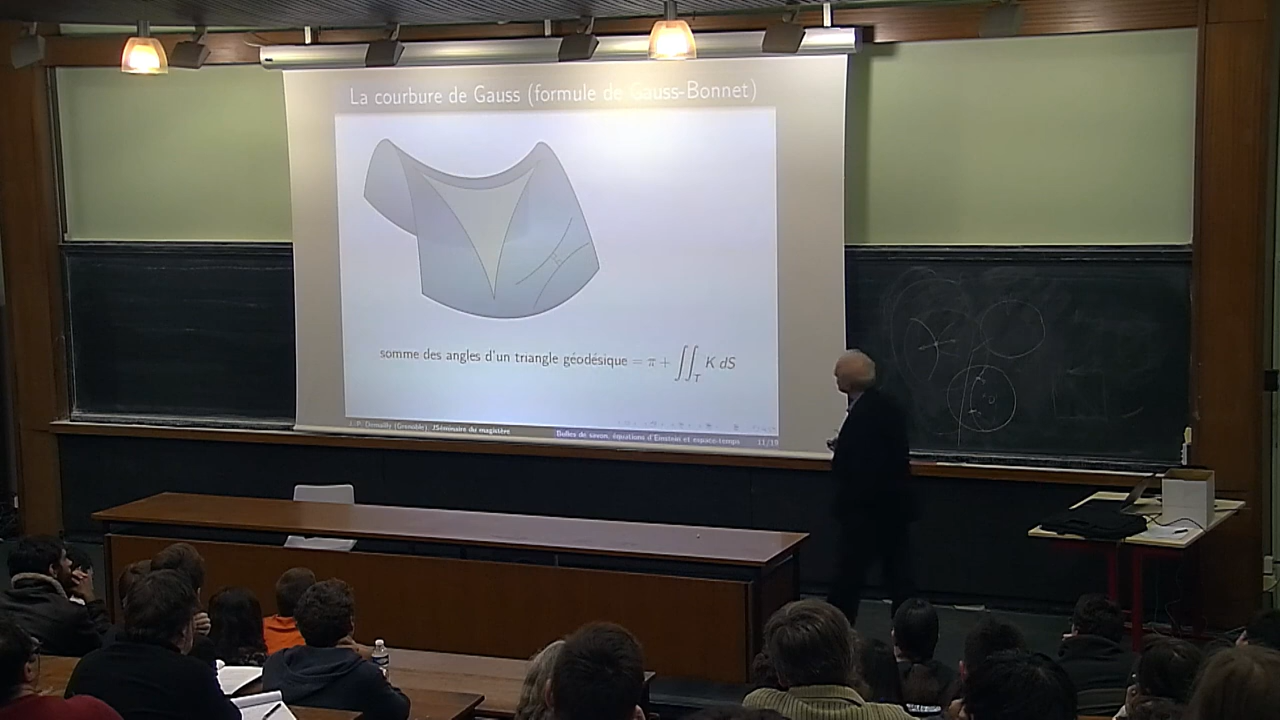 La courbure de Gauss (formule de Gauss-Bonnet)
somme des angles d'un triangle géodésique = π + ∬_T K dS
J.-P. Demailly (Grenoble), JSéminaire du magistère Bulles de savon, équations d'Einstein et espace-temps 11/19